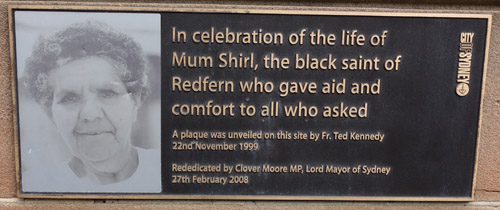 In celebration of the life of
Mum Shirl, the black saint of
Redfern who gave aid and
comfort to all who asked
A plaque was unveiled on this site by Fr. Ted Kennedy
22nd November 1999
Rededicated by Clover Moore MP, Lord Mayor of Sydney
27th February 2008
CITY OF SYDNEY